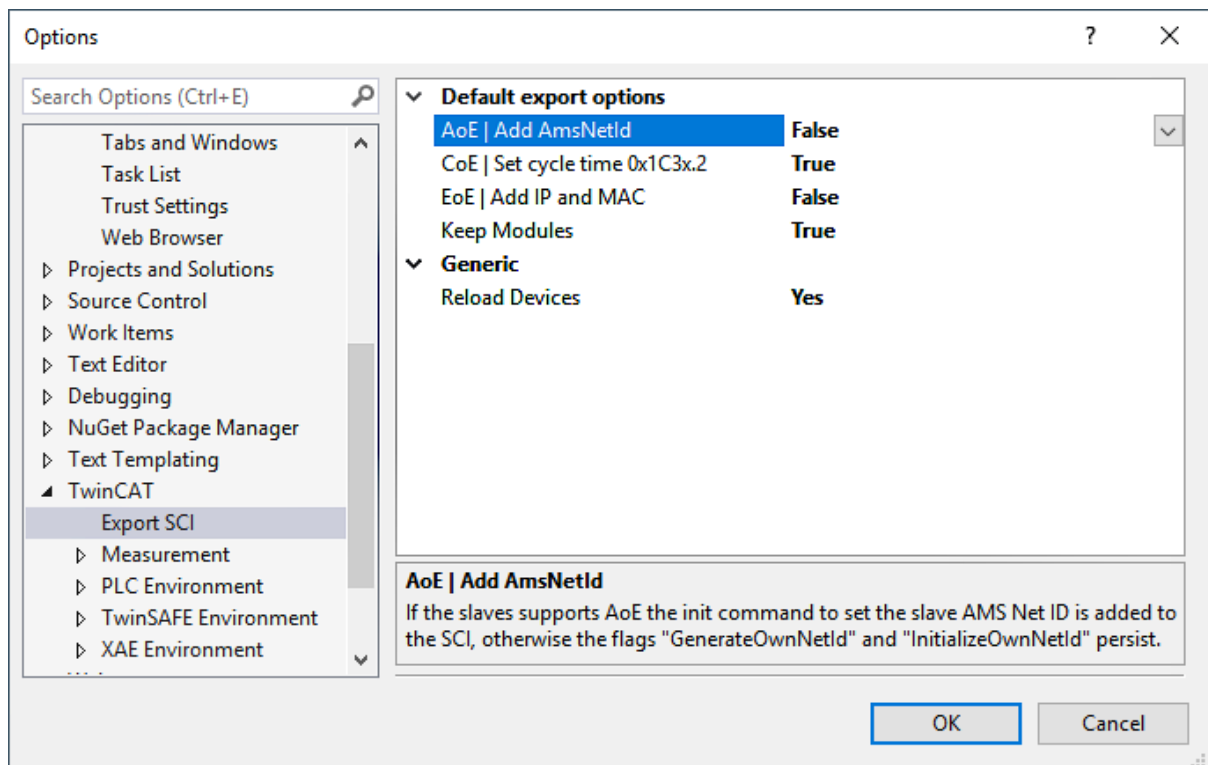 Options
?
Search Options (Ctrl+E)
Tabs and Windows
Task List
Trust Settings
Web Browser
Projects and Solutions
Source Control
Work Items
Text Editor
Debugging
NuGet Package Manager
Text Templating
TwinCAT
Export SCI
Measurement
PLC Environment
TwinSAFE Environment
XAE Environment
Default export options
AoE | Add AmsNetId False
CoE | Set cycle time 0x1C3x.2 True
EoE | Add IP and MAC False
Keep Modules True
Generic
Reload Devices Yes
AoE | Add AmsNetId
If the slaves supports AoE the init command to set the slave AMS Net ID is added to
the SCI, otherwise the flags "GenerateOwnNetId" and "InitializeOwnNetId" persist.
OK Cancel